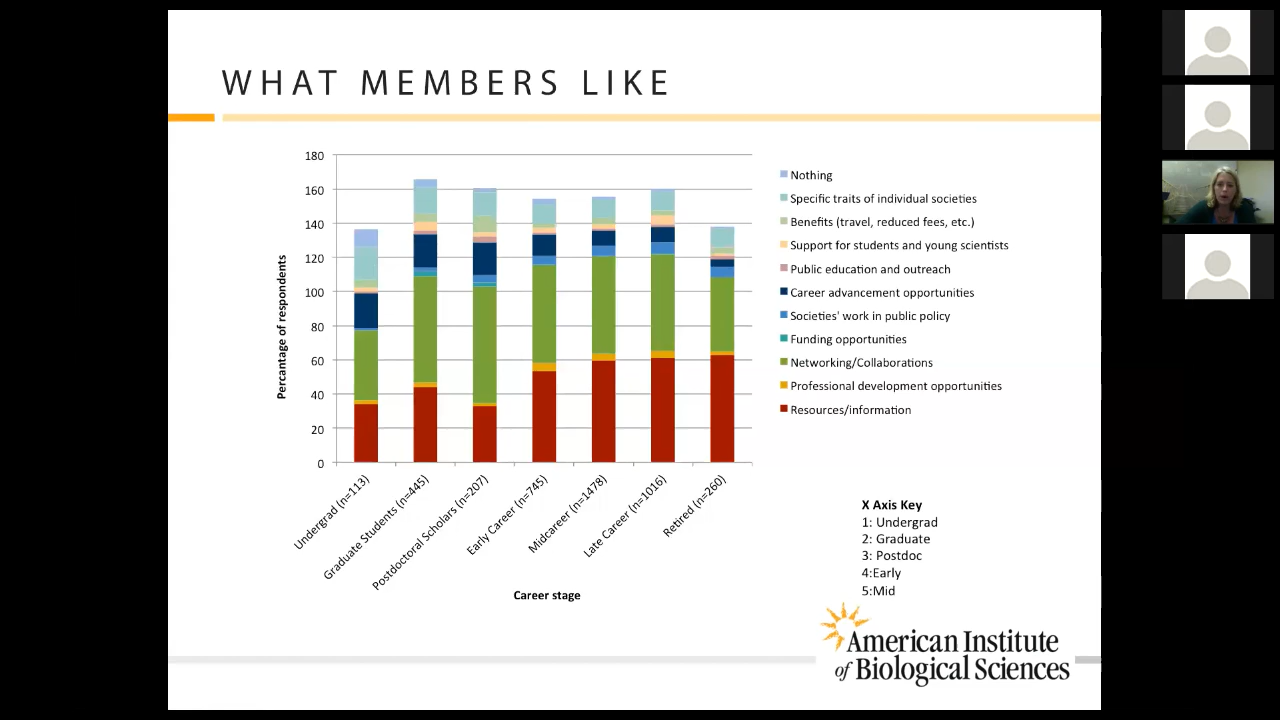 WHAT MEMBERS LIKE
180
160
140
120
100
80
60
40
20
0
Percantage of respondents
Undergrad (n=113)
Graduate Students (n=445)
Postdoctoral Scholars (n=207)
Early Career (n=745)
Midcareer (n=1478)
Late Career (n=1016)
Retired (n=260)
Career stage
Nothing
Specific traits of individual societies
Benefits (travel, reduced fees, etc.)
Support for students and young scientists
Public education and outreach
Career advancement opportunities
Societies' work in public policy
Funding opportunities
Networking/Collaborations
Professional development opportunities
Resources/information
X Axis Key
1: Undergrad
2: Graduate
3: Postdoc
4:Early
5:Mid
American Institute
of Biological Sciences